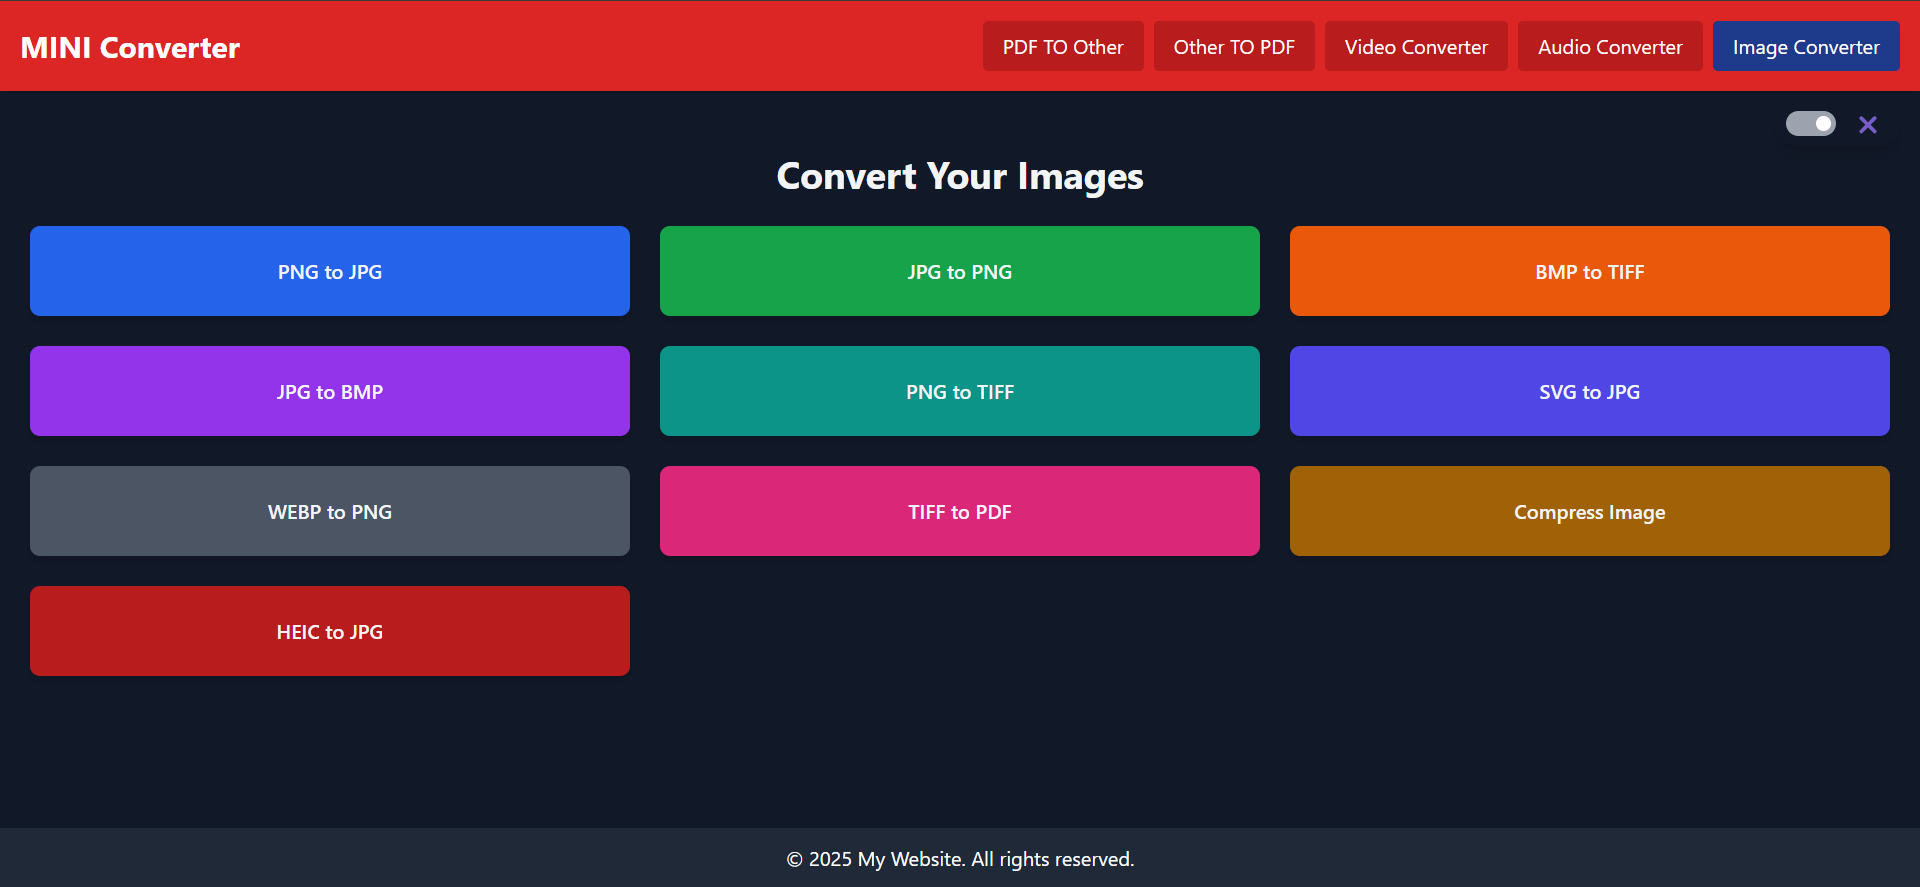 MINI Converter
PDF TO Other
Other TO PDF
Video Converter
Audio Converter
Image Converter
Convert Your Images
PNG to JPG
JPG to PNG
BMP to TIFF
JPG to BMP
PNG to TIFF
SVG to JPG
WEBP to PNG
TIFF to PDF
Compress Image
HEIC to JPG
© 2025 My Website. All rights reserved.